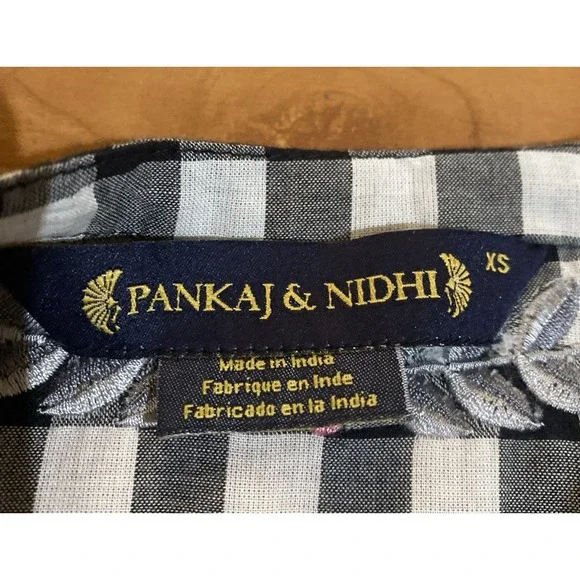 PANKAJ & NIDHI
XS
Made in India
Fabrique en Inde
Fabricado en la India